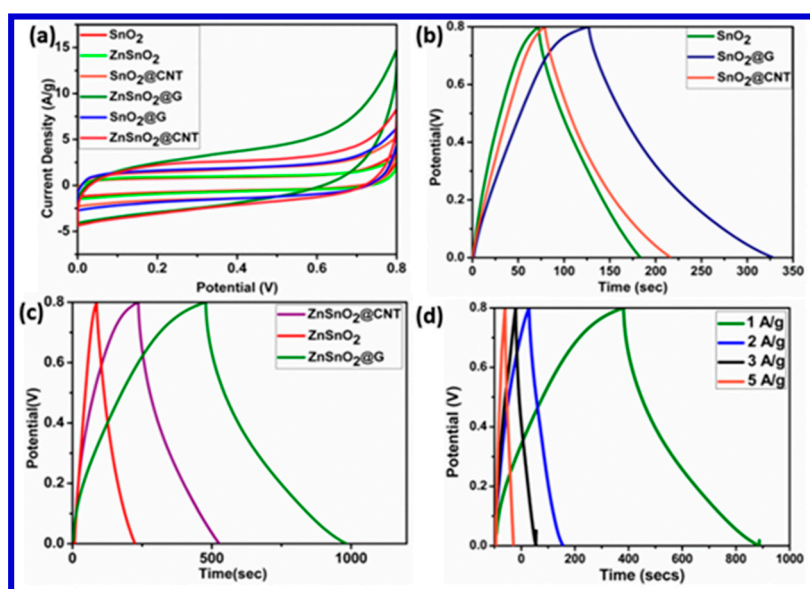 (a)
Current Density (A/g)
15
10
5
0
-5
SnO2
ZnSnO2
SnO2@CNT
ZnSnO2@G
SnO2@G
ZnSnO2@CNT
0.0 0.2 0.4 0.6 0.8
Potential (V)
(b)
Potential(V)
0.8
0.4
0.0
SnO2
SnO2@G
SnO2@CNT
0 50 100 150 200 250 300 350
Time (sec)
(c)
Potential(V)
0.8
0.6
0.4
0.2
0.0
ZnSnO2@CNT
ZnSnO2
ZnSnO2@G
0 500 1000
Time(sec)
(d)
Potential (V)
0.8
0.6
0.4
0.2
0.0
1 A/g
2 A/g
3 A/g
5 A/g
0 200 400 600 800 1000
Time (secs)